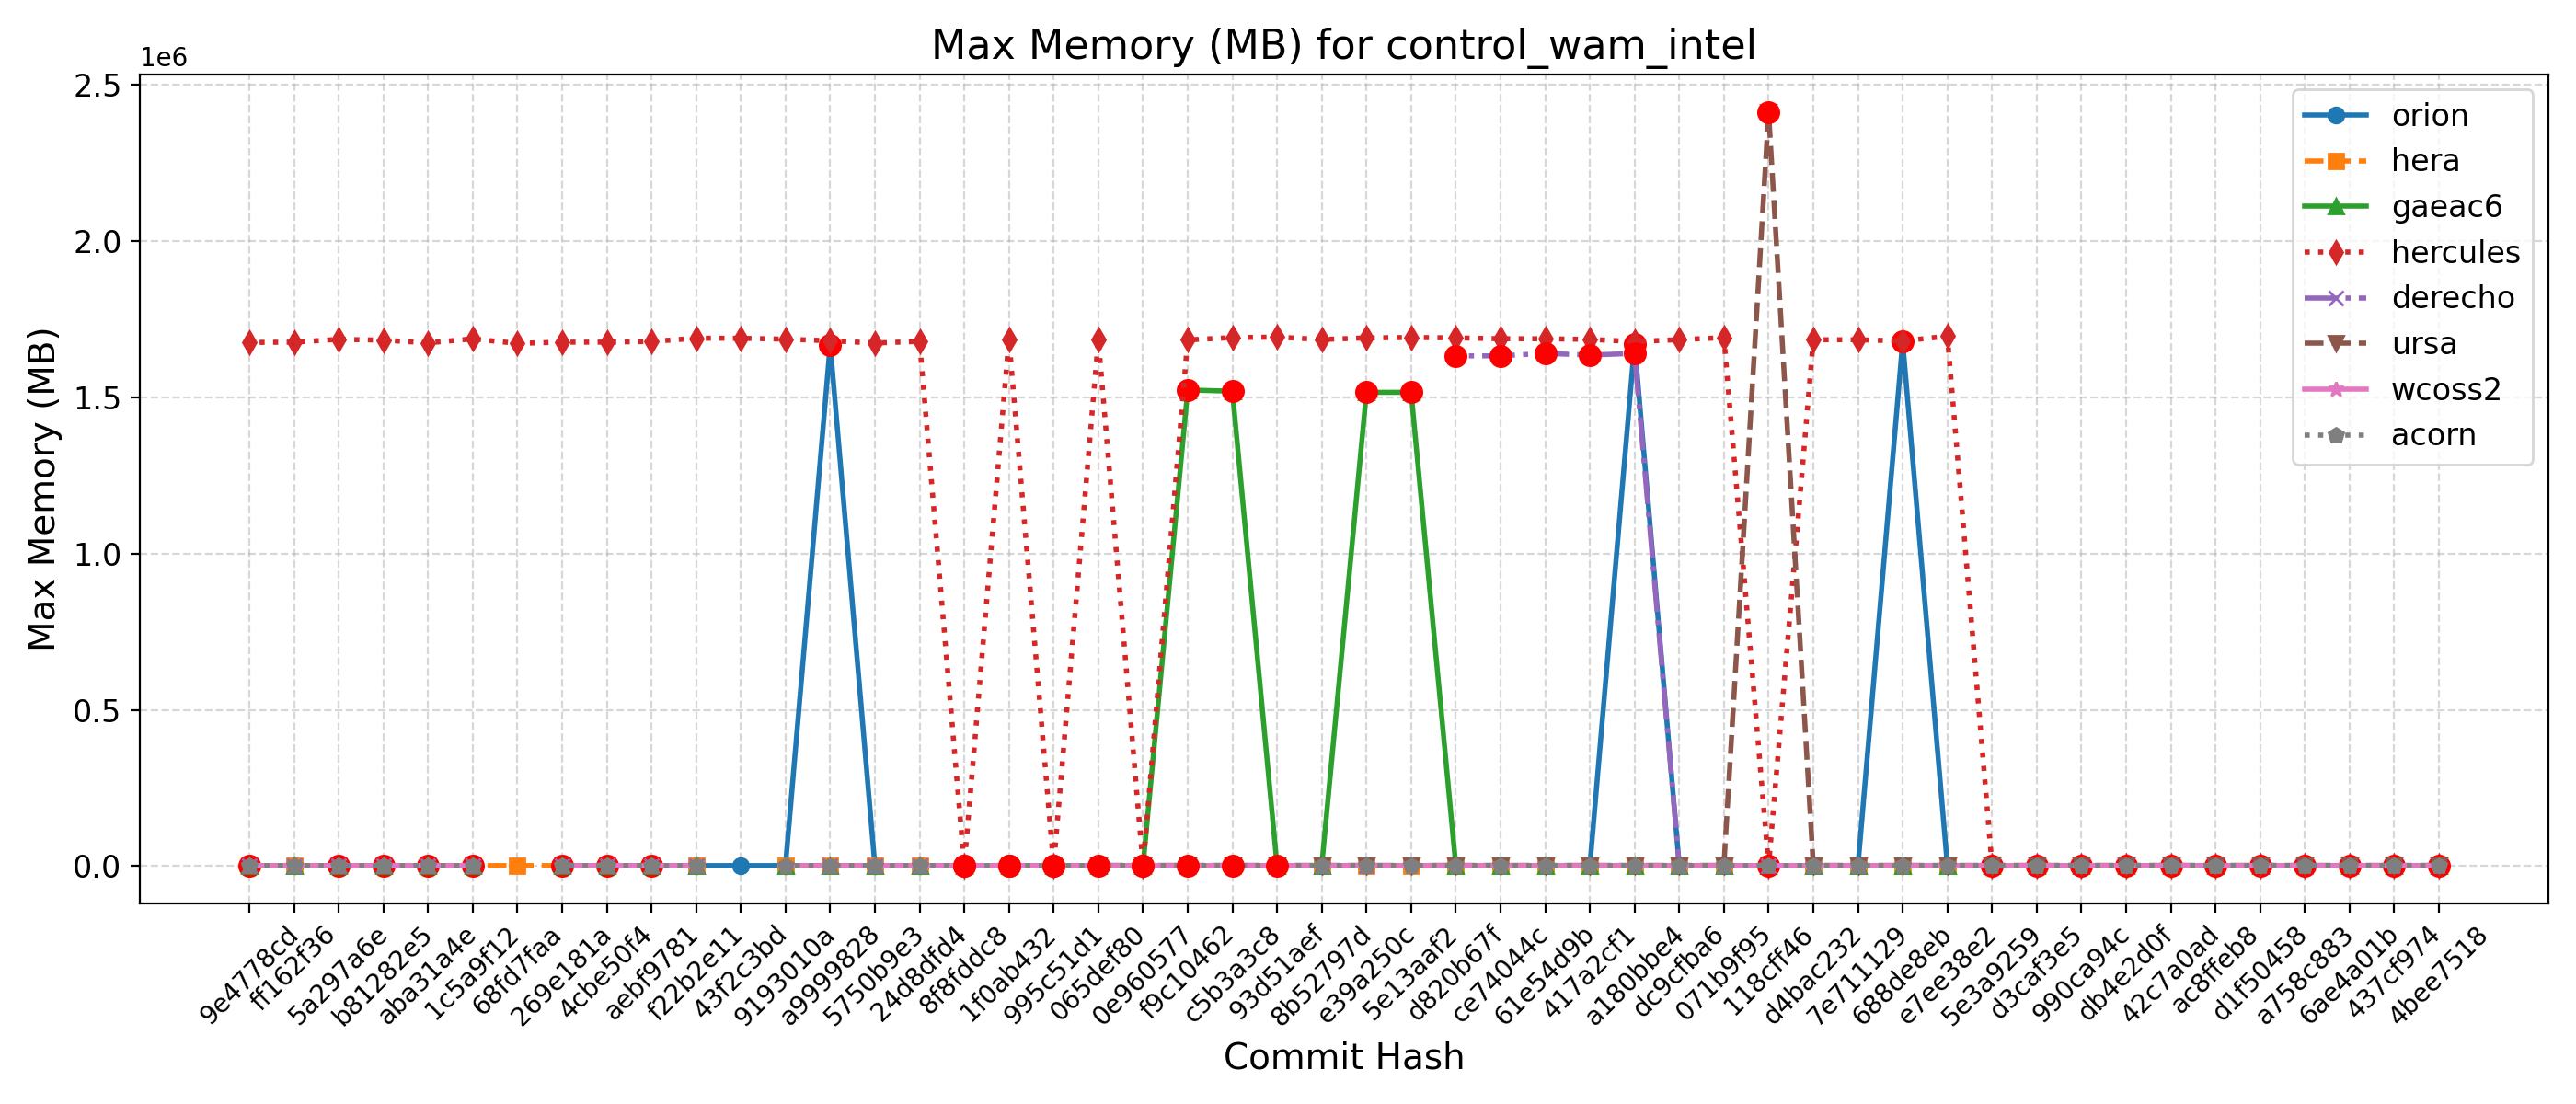 Max Memory (MB) for control_wam_intel
1e6
2.5
2.0
1.5
1.0
0.5
0.0
Max Memory (MB)
orion
hera
gaeac6
hercules
derecho
ursa
wcoss2
acorn
9e4778cd
ff162f36
5a297a6e
b81282e5
aba31a4e
1c5a9f12
68fd7faa
269e181a
4cbe50f4
aebf9781
f22b2e11
43f2c3bd
9193010a
a9999828
5750b9e3
24d8dfd4
8f8fddc8
1f0ab432
995c51d1
065def80
0e960577
f9c10462
c5b3a3c8
93d51aef
8b52797d
e39a250c
5e13aaf2
d820b67f
ce74044c
61e54d9b
417a2cf1
a180bbe4
dc9cfba6
071b9f95
118cff46
d4bac232
7e711129
688de8eb
e7ee38e2
5e3a9259
d3caf3e5
990ca94c
db4e2d0f
42c7a0ad
ac8ffeb8
d1f50458
a758c883
6ae4a01b
437cf974
4bee7518
Commit Hash